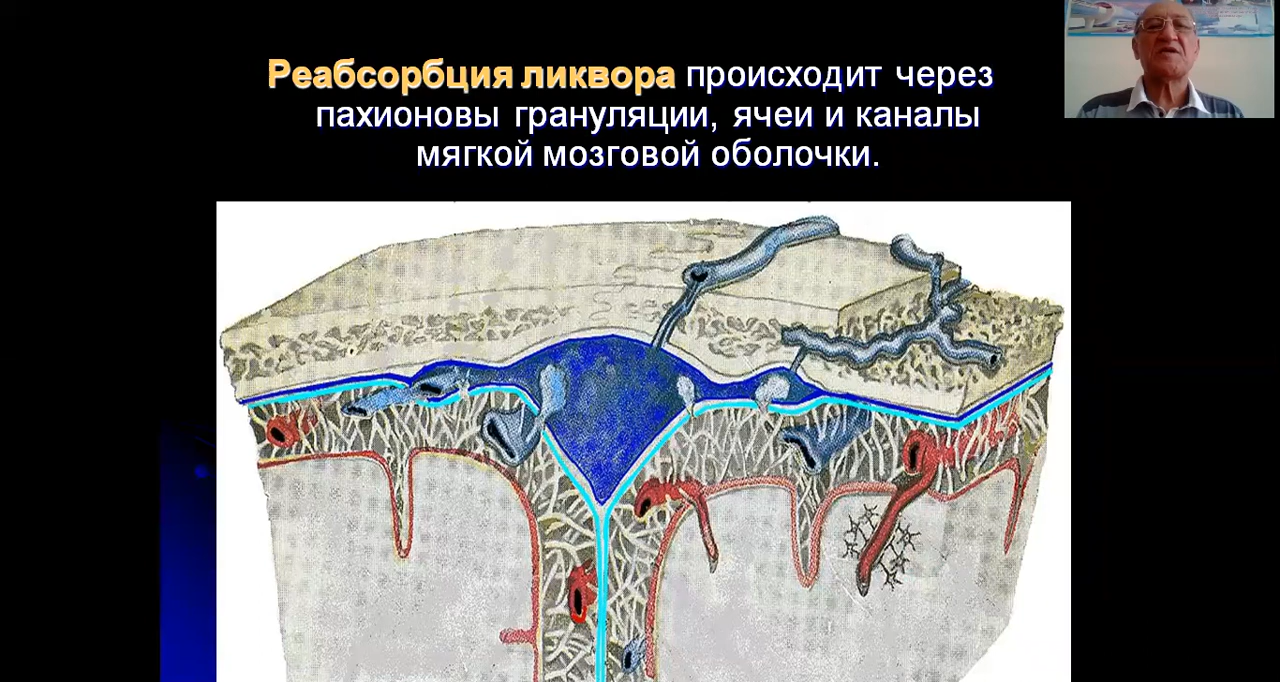 Реабсорбция ликвора происходит через
пахионовы грануляции, ячеи и каналы
мягкой мозговой оболочки.